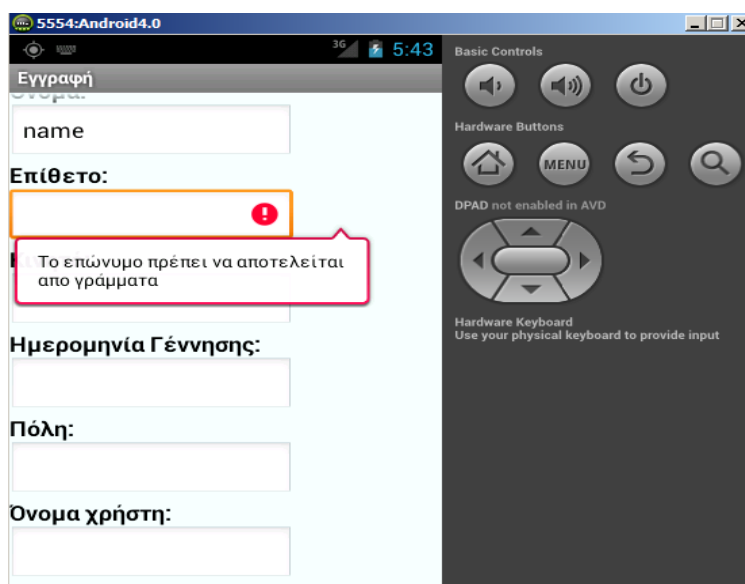 5554:Android4.0
3G 5:43
Εγγραφή
name
Επίθετο:
Το επώνυμο πρέπει να αποτελείται
απο γράμματα
Ημερομηνία Γέννησης:
Πόλη:
Όνομα χρήστη:
Basic Controls
Hardware Buttons
MENU
DPAD not enabled in AVD
Hardware Keyboard
Use your physical keyboard to provide input